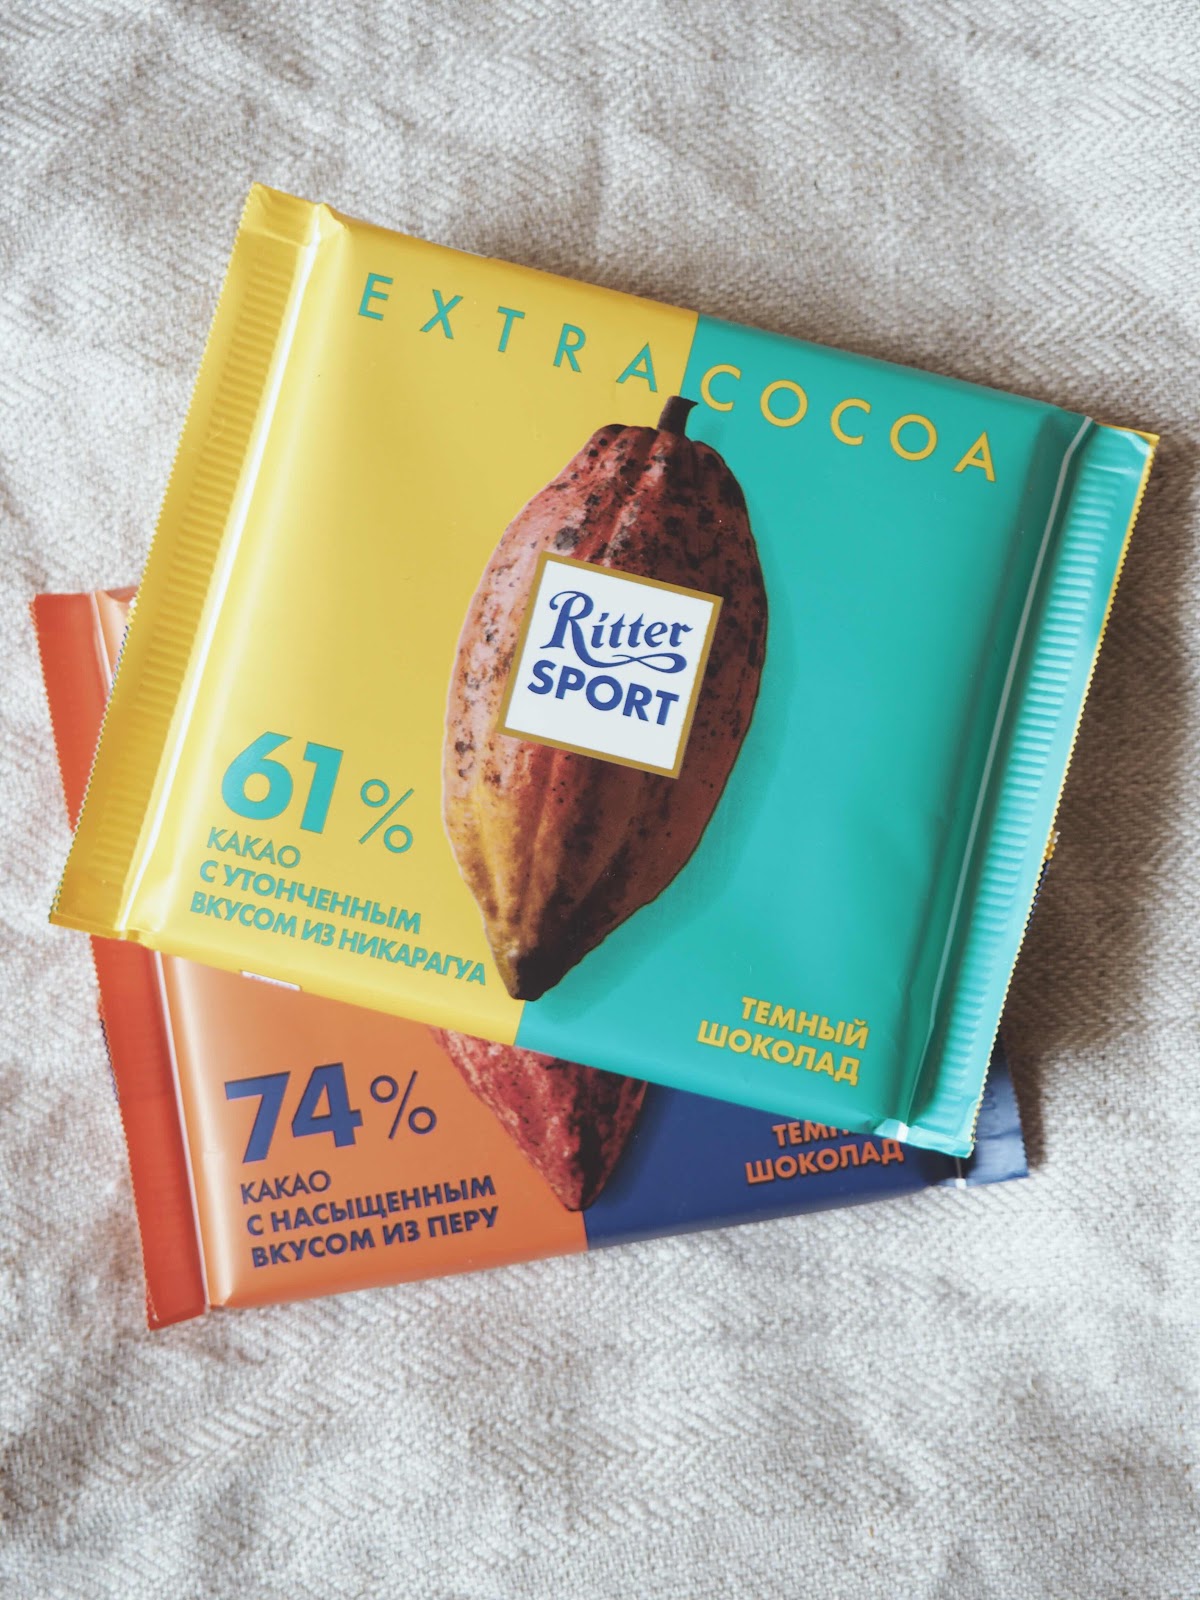 EXTRA COCOA
Ritter
SPORT
61%
КАКАО
С УТОНЧЕННЫМ
ВКУСОМ ИЗ НИКАРАГУА
ТЕМНЫЙ
ШОКОЛАД
74%
КАКАО
С НАСЫЩЕННЫМ
ВКУСОМ ИЗ ПЕРУ
ШОКОЛАД